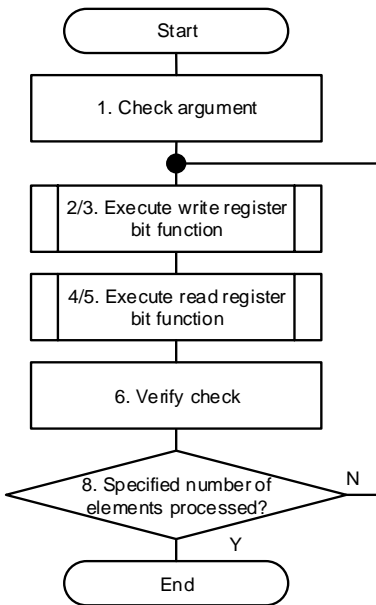 Start
1. Check argument
2/3. Execute write register
bit function
4/5. Execute read register
bit function
6. Verify check
8. Specified number of
elements processed?
N
Y
End